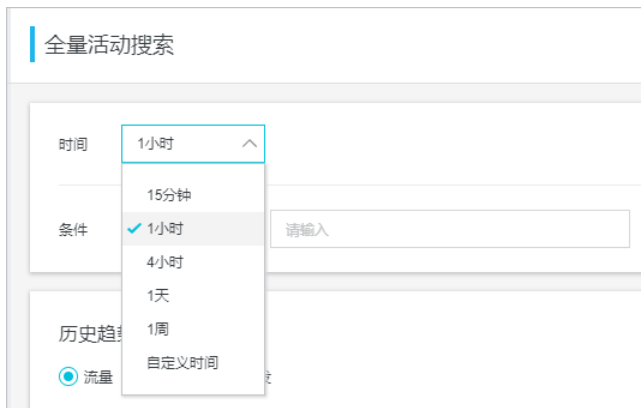 全量活动搜索
时间
1小时
15分钟
条件
1小时
请输入
4小时
1天
1周
历史趋
自定义时间
流量